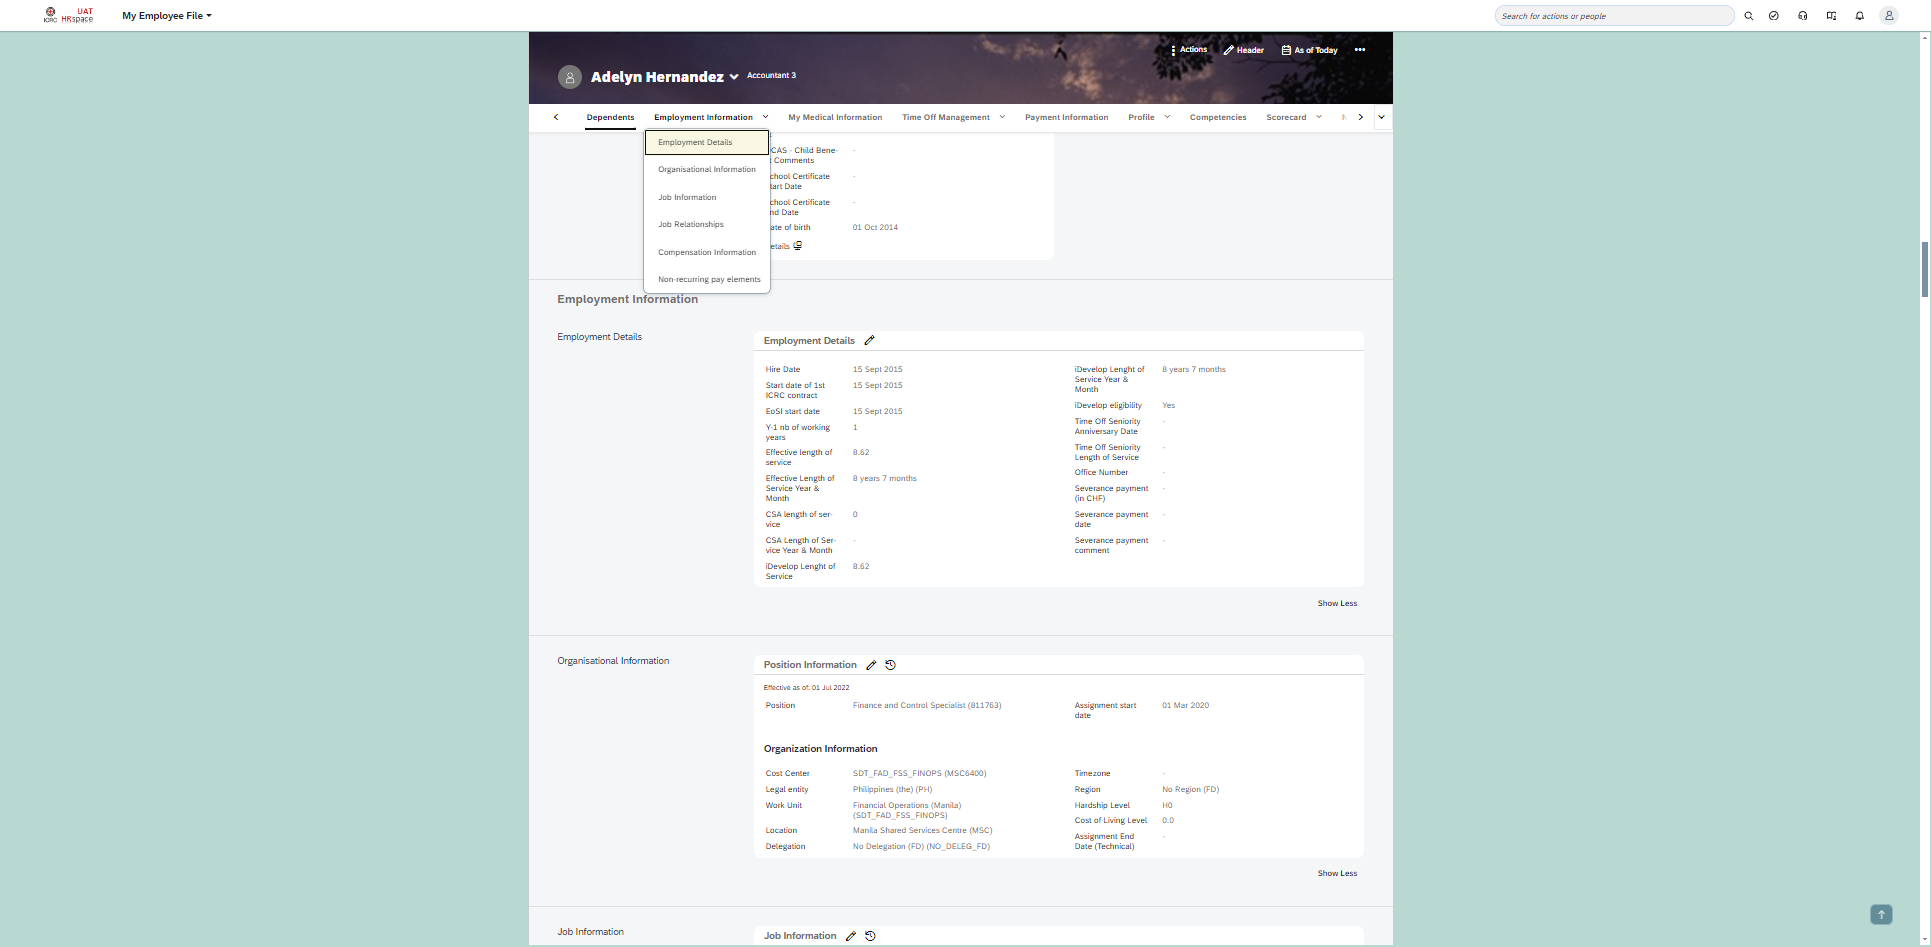 UAT
ICRC HRspace
My Employee File
Search for actions or people
Actions
Header
As of Today
Adelyn Hernandez
Accountant 3
Dependents
Employment Information
My Medical Information
Time Off Management
Payment Information
Profile
Competencies
Scorecard
Employment Details
Organisational Information
Job Information
Job Relationships
Compensation Information
Non-recurring pay elements
CAS - Child Bene-
t Comments
-
chool Certificate
tart Date
-
chool Certificate
nd Date
-
ate of birth
01 Oct 2014
etails
Employment Information
Employment Details
Employment Details
Hire Date
15 Sept 2015
Start date of 1st
ICRC contract
15 Sept 2015
EoSI start date
15 Sept 2015
Y-1 nb of working
years
1
Effective length of
service
8.62
Effective Length of
Service Year &
Month
8 years 7 months
CSA length of ser-
vice
0
CSA Length of Ser-
vice Year & Month
-
iDevelop Lenght of
Service
8.62
iDevelop Lenght of
Service Year &
Month
8 years 7 months
iDevelop eligibility
Yes
Time Off Seniority
Anniversary Date
-
Time Off Seniority
Length of Service
-
Office Number
-
Severance payment
(in CHF)
-
Severance payment
date
-
Severance payment
comment
-
Show Less
Organisational Information
Position Information
Effective as of: 01 Jul 2022
Position
Finance and Control Specialist (811763)
Assignment start
date
01 Mar 2020
Organization Information
Cost Center
SDT_FAD_FSS_FINOPS (MSC6400)
Legal entity
Philippines (the) (PH)
Work Unit
Financial Operations (Manila)
(SDT_FAD_FSS_FINOPS)
Location
Manila Shared Services Centre (MSC)
Delegation
No Delegation (FD) (NO_DELEG_FD)
Timezone
-
Region
No Region (FD)
Hardship Level
H0
Cost of Living Level
0.0
Assignment End
Date (Technical)
-
Show Less
Job Information
Job Information